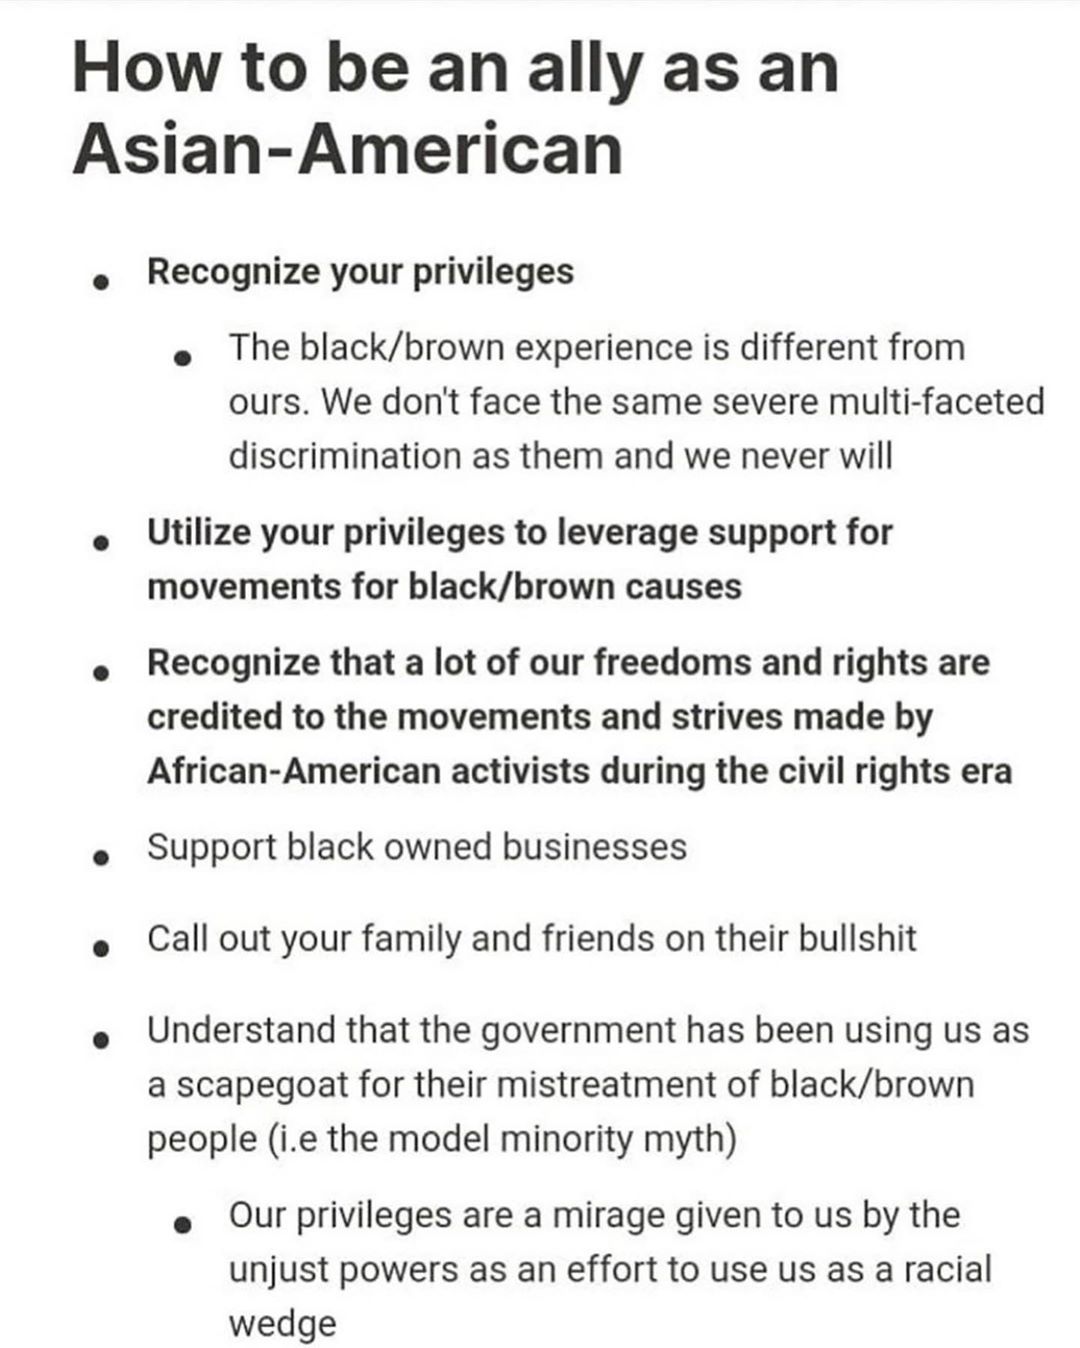 How to be an ally as an
Asian-American
• Recognize your privileges
• The black/brown experience is different from
ours. We don't face the same severe multi-faceted
discrimination as them and we never will
• Utilize your privileges to leverage support for
movements for black/brown causes
• Recognize that a lot of our freedoms and rights are
credited to the movements and strives made by
African-American activists during the civil rights era
• Support black owned businesses
• Call out your family and friends on their bullshit
• Understand that the government has been using us as
a scapegoat for their mistreatment of black/brown
people (i.e the model minority myth)
• Our privileges are a mirage given to us by the
unjust powers as an effort to use us as a racial
wedge